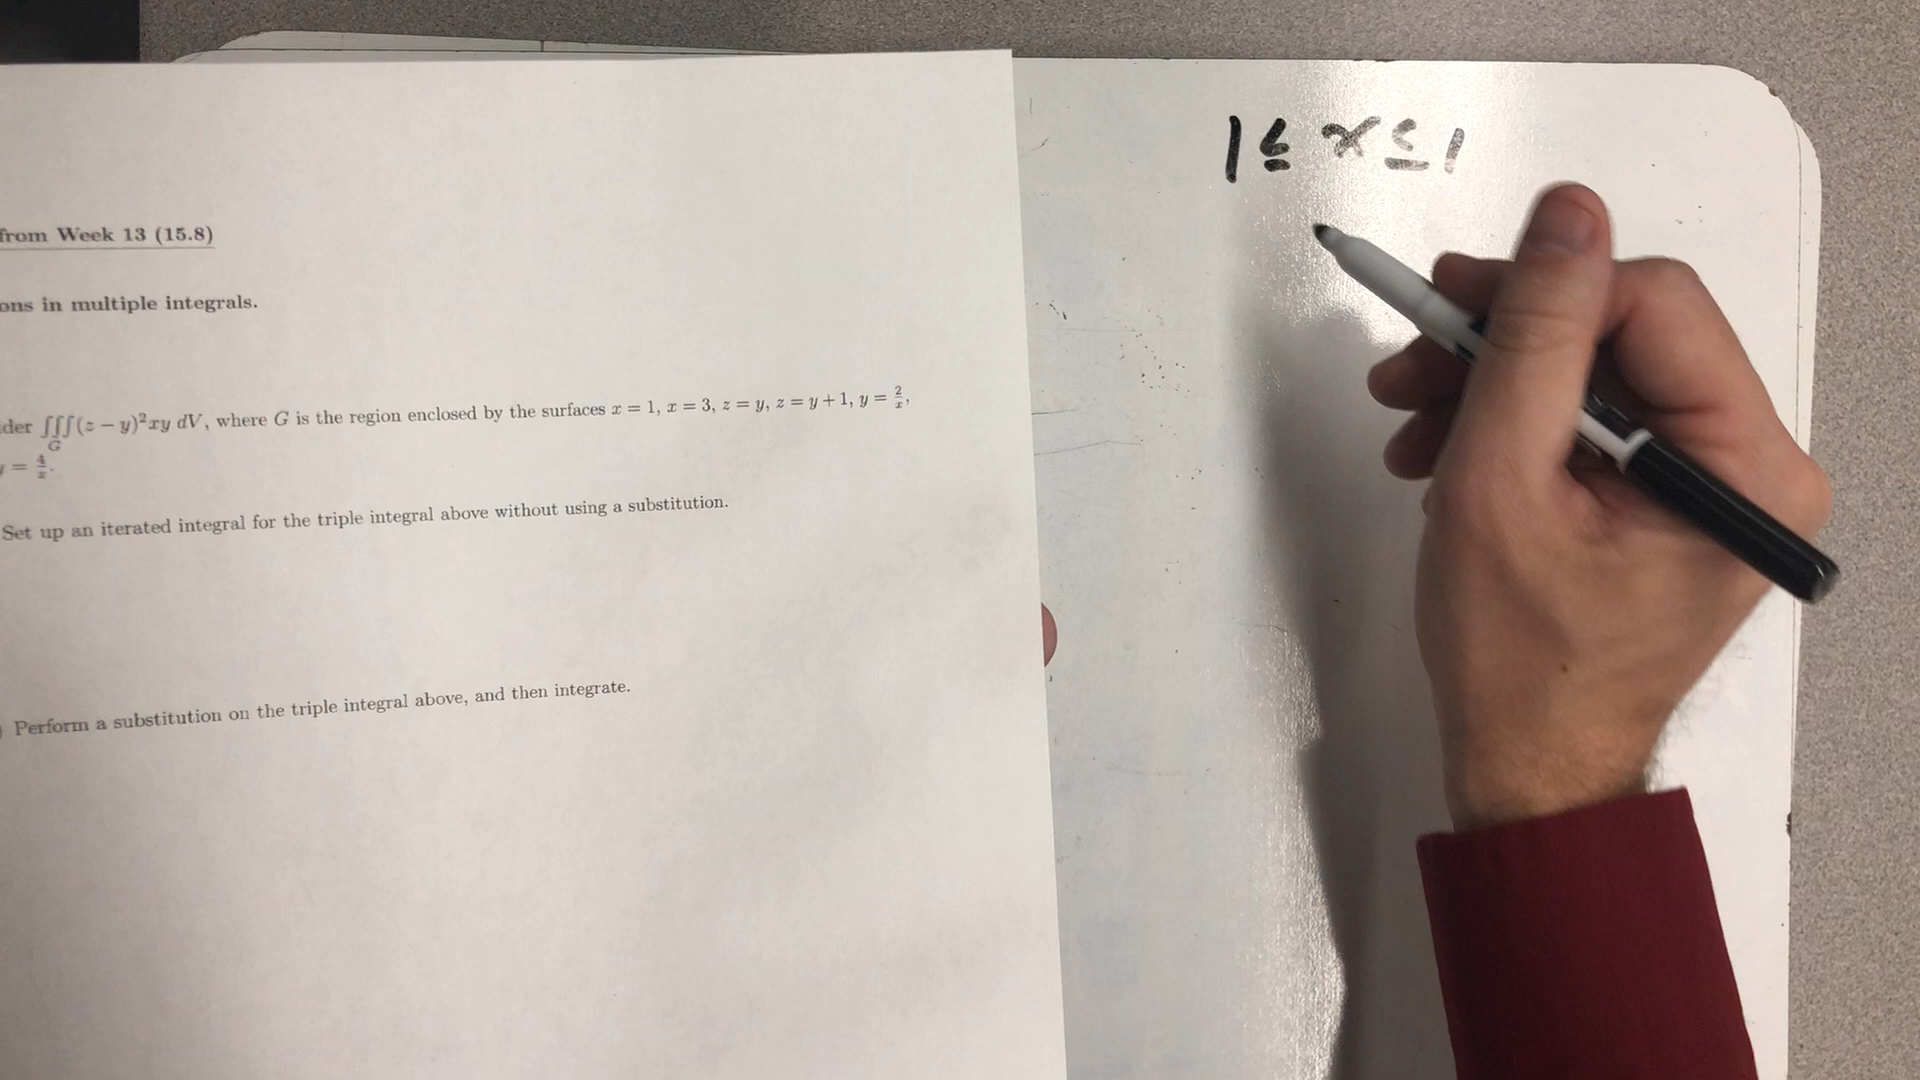 1 ≤ x ≤ 1
from Week 13 (15.8)
ons in multiple integrals.
der ∭_G (z − y)²xy dV, where G is the region enclosed by the surfaces x = 1, x = 3, z = y, z = y + 1, y = 2/x,
y = 4/x.
Set up an iterated integral for the triple integral above without using a substitution.
) Perform a substitution on the triple integral above, and then integrate.